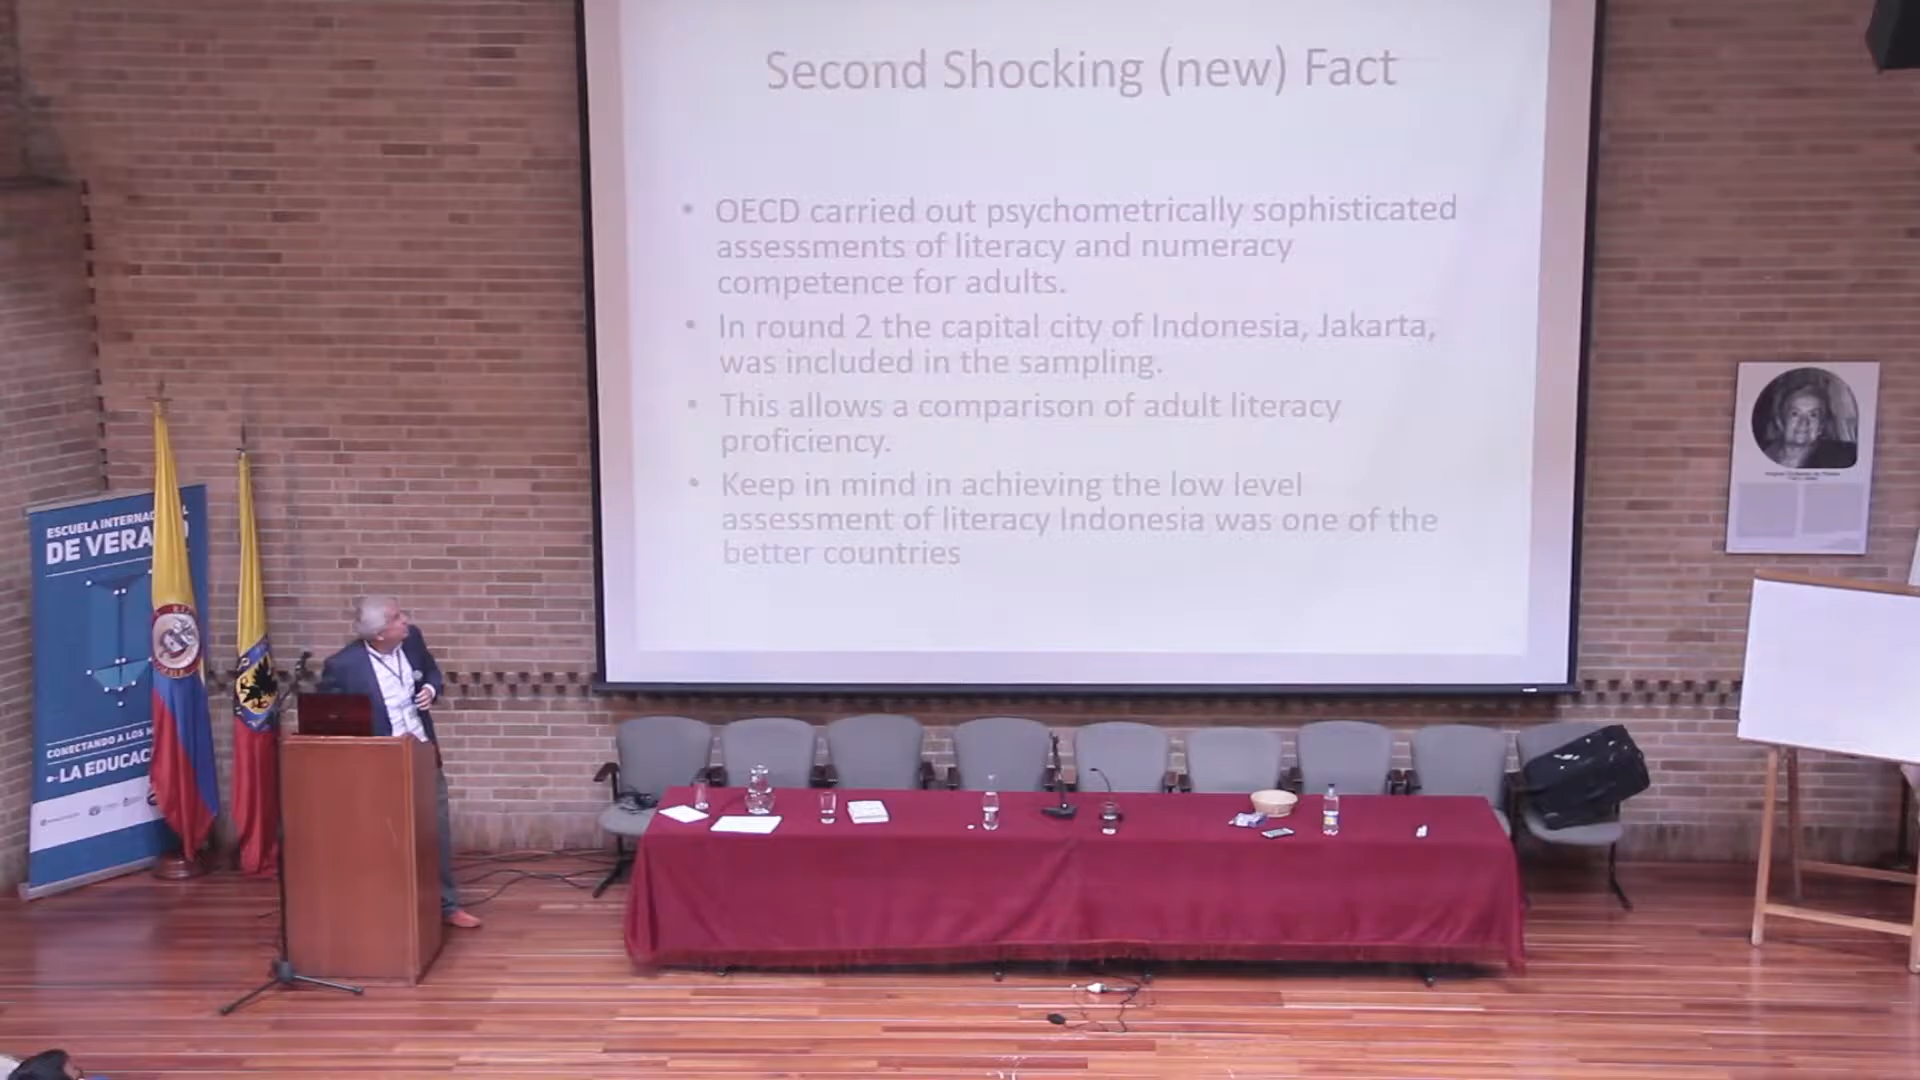 Second Shocking (new) Fact
• OECD carried out psychometrically sophisticated
assessments of literacy and numeracy
competence for adults.
• In round 2 the capital city of Indonesia, Jakarta,
was included in the sampling.
• This allows a comparison of adult literacy
proficiency.
• Keep in mind in achieving the low level
assessment of literacy Indonesia was one of the
better countries
ESCUELA
DE
CONECTANDO A LOS
LA